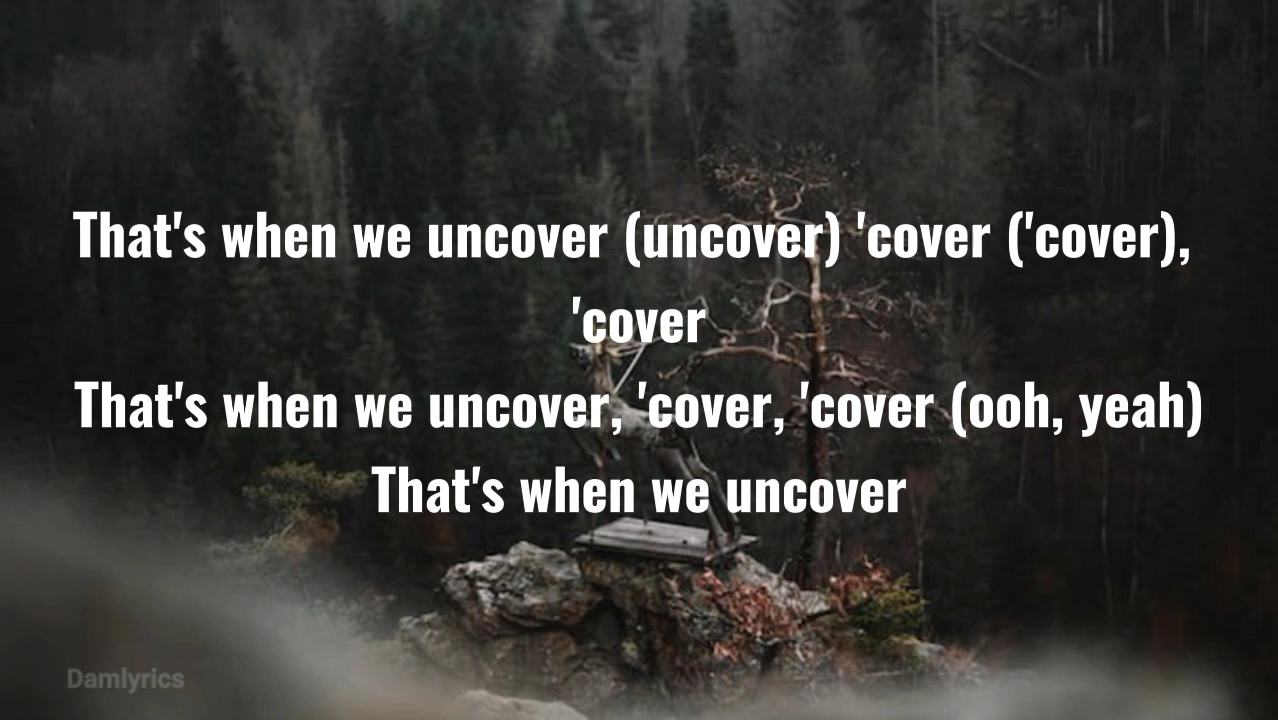 That's when we uncover (uncover) 'cover ('cover),
'cover
That's when we uncover, 'cover, 'cover (ooh, yeah)
That's when we uncover
Damlyrics